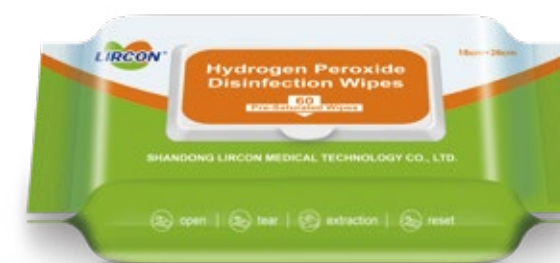 LIRCON
Hydrogen Peroxide
Disinfection Wipes
60
Pre-Saturated Wipes
SHANDONG LIRCON MEDICAL TECHNOLOGY CO., LTD.
open | tear | extraction | reset